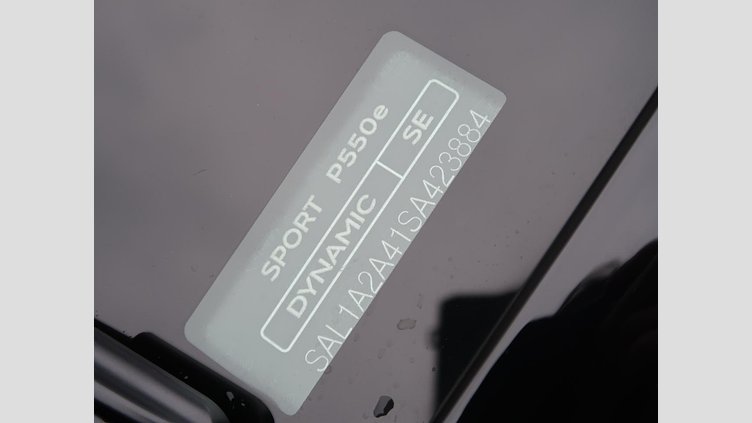 SPORT P550e
DYNAMIC SE
SAL1A2A41SA423884